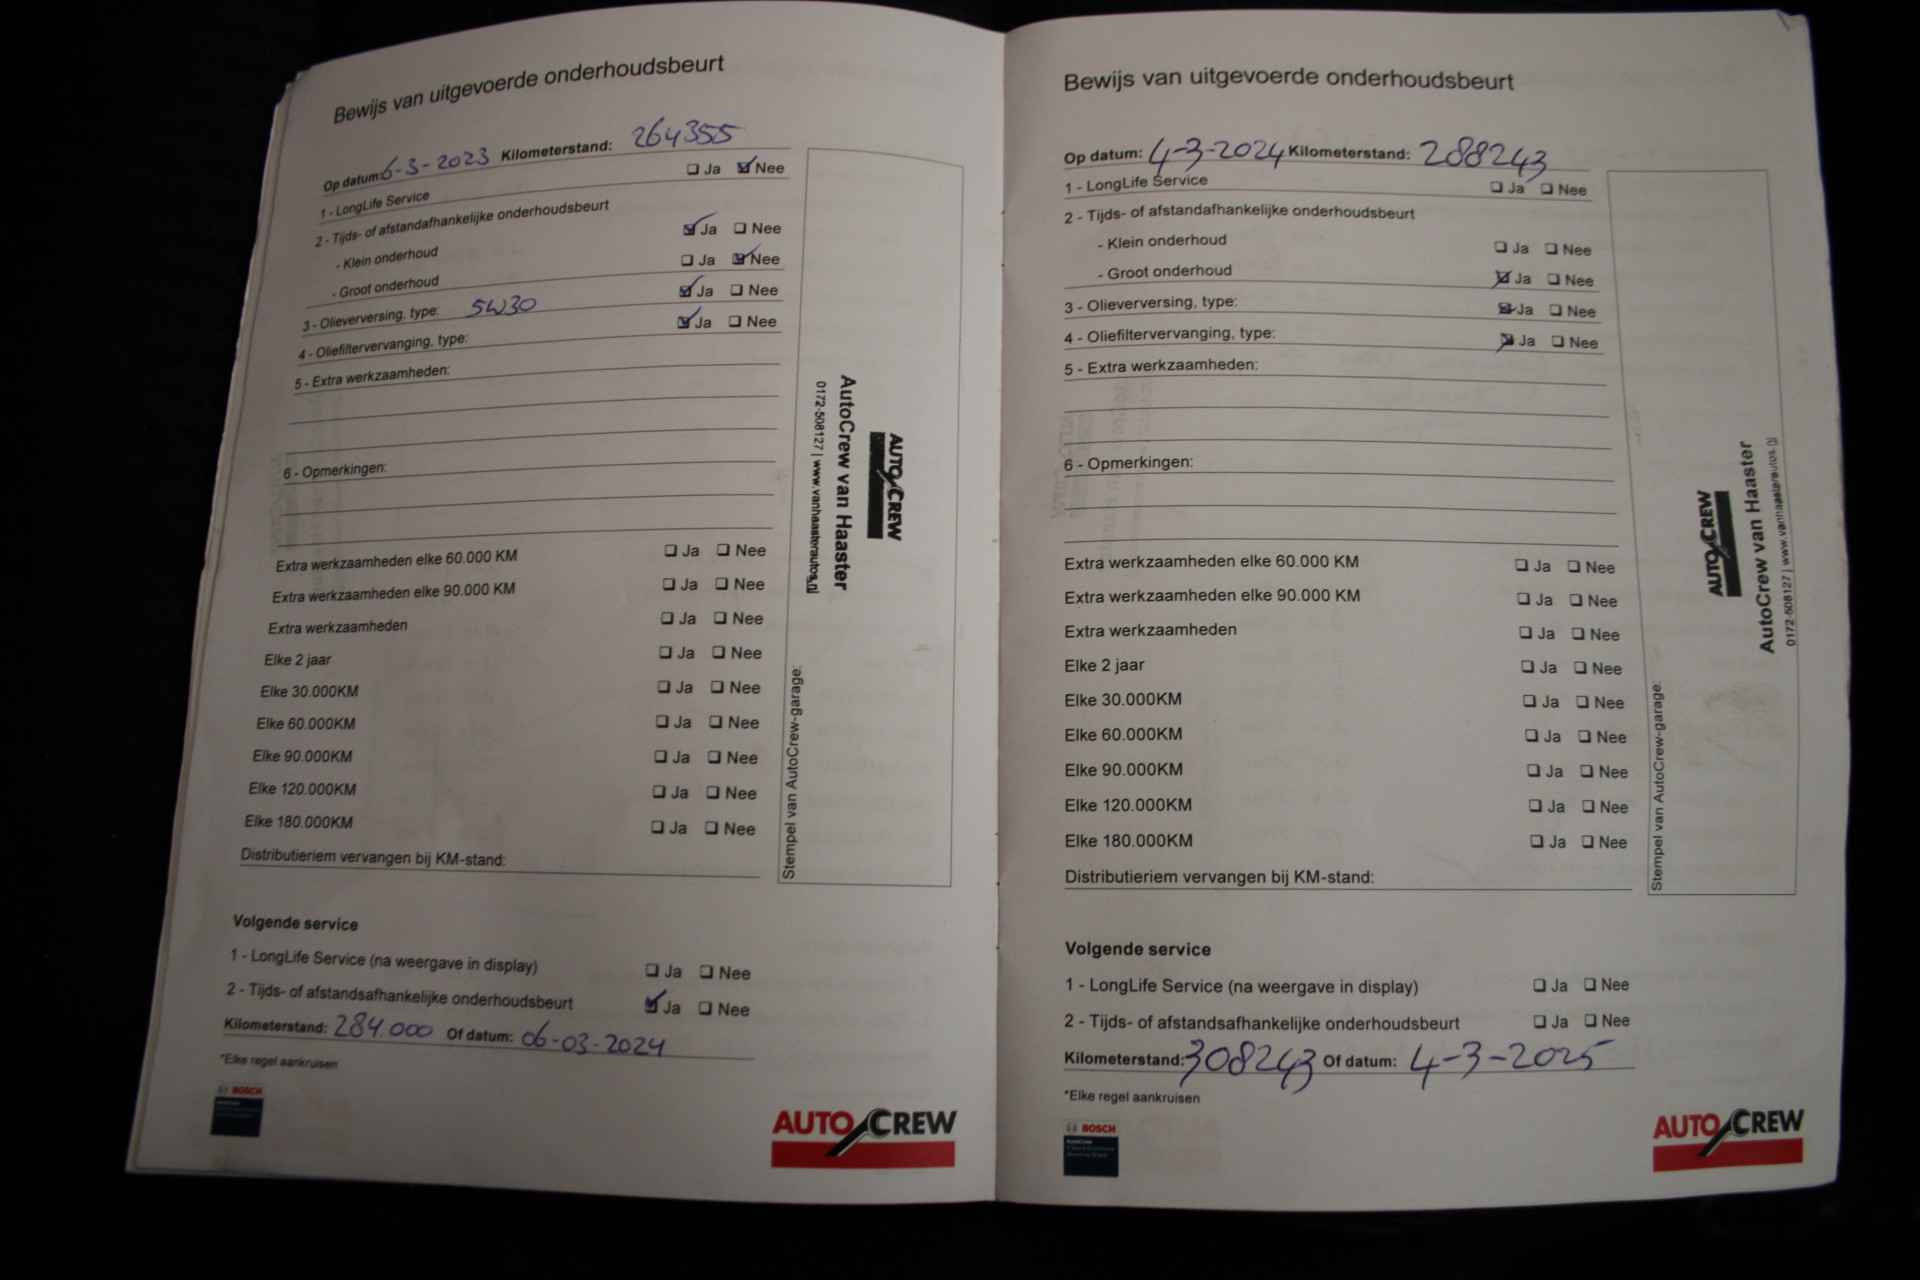 Bewijs van uitgevoerde onderhoudsbeurt
Op datum: 6-3-2023 Kilometerstand: 264355
1 - LongLife Service ❏ Ja ☑ Nee
2 - Tijds- of afstandafhankelijke onderhoudsbeurt
- Klein onderhoud ☑ Ja ❏ Nee
- Groot onderhoud ❏ Ja ☑ Nee
3 - Olieverversing, type: 5W30 ☑ Ja ❏ Nee
4 - Oliefiltervervanging, type: ☑ Ja ❏ Nee
5 - Extra werkzaamheden:
6 - Opmerkingen:
Extra werkzaamheden elke 60.000 KM ❏ Ja ❏ Nee
Extra werkzaamheden elke 90.000 KM ❏ Ja ❏ Nee
Extra werkzaamheden ❏ Ja ❏ Nee
Elke 2 jaar ❏ Ja ❏ Nee
Elke 30.000KM ❏ Ja ❏ Nee
Elke 60.000KM ❏ Ja ❏ Nee
Elke 90.000KM ❏ Ja ❏ Nee
Elke 120.000KM ❏ Ja ❏ Nee
Elke 180.000KM ❏ Ja ❏ Nee
Distributieriem vervangen bij KM-stand:
Stempel van AutoCrew-garage:
AUTO CREW
AutoCrew van Haaster
0172-508127 | www.vanhaasterautos.nl
Volgende service
1 - LongLife Service (na weergave in display) ❏ Ja ❏ Nee
2 - Tijds- of afstandsafhankelijke onderhoudsbeurt ☑ Ja ❏ Nee
Kilometerstand: 284.000 Of datum: 06-03-2024
*Elke regel aankruisen
BOSCH
AUTO CREW
Bewijs van uitgevoerde onderhoudsbeurt
Op datum: 4-3-2024 Kilometerstand: 288243
1 - LongLife Service ❏ Ja ❏ Nee
2 - Tijds- of afstandafhankelijke onderhoudsbeurt
- Klein onderhoud ❏ Ja ❏ Nee
- Groot onderhoud ☑ Ja ❏ Nee
3 - Olieverversing, type: ☑ Ja ❏ Nee
4 - Oliefiltervervanging, type: ☑ Ja ❏ Nee
5 - Extra werkzaamheden:
6 - Opmerkingen:
Extra werkzaamheden elke 60.000 KM ❏ Ja ❏ Nee
Extra werkzaamheden elke 90.000 KM ❏ Ja ❏ Nee
Extra werkzaamheden ❏ Ja ❏ Nee
Elke 2 jaar ❏ Ja ❏ Nee
Elke 30.000KM ❏ Ja ❏ Nee
Elke 60.000KM ❏ Ja ❏ Nee
Elke 90.000KM ❏ Ja ❏ Nee
Elke 120.000KM ❏ Ja ❏ Nee
Elke 180.000KM ❏ Ja ❏ Nee
Distributieriem vervangen bij KM-stand:
Stempel van AutoCrew-garage:
AUTO CREW
AutoCrew van Haaster
0172-508127 | www.vanhaasterautos.nl
Volgende service
1 - LongLife Service (na weergave in display) ❏ Ja ❏ Nee
2 - Tijds- of afstandsafhankelijke onderhoudsbeurt ❏ Ja ❏ Nee
Kilometerstand: 308243 Of datum: 4-3-2025
*Elke regel aankruisen
BOSCH
AUTO CREW